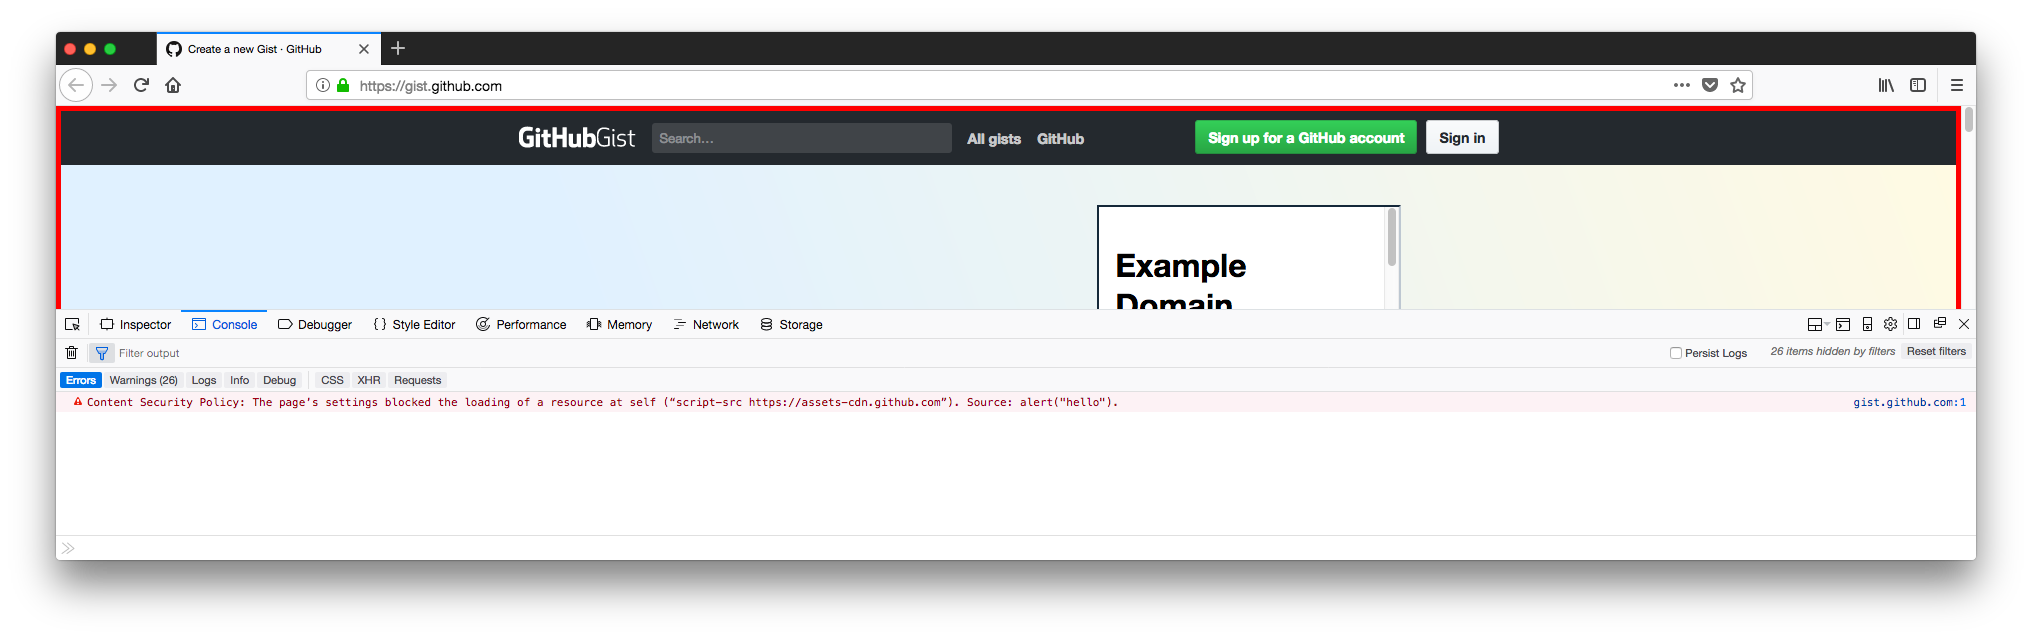 Create a new Gist · GitHub
https://gist.github.com
GitHubGist Search... All gists GitHub Sign up for a GitHub account Sign in
Example
Domain
Inspector Console Debugger { } Style Editor Performance Memory Network Storage
Filter output Persist Logs 26 items hidden by filters Reset filters
Errors Warnings (26) Logs Info Debug CSS XHR Requests
Content Security Policy: The page’s settings blocked the loading of a resource at self (“script-src https://assets-cdn.github.com”). Source: alert("hello"). gist.github.com:1